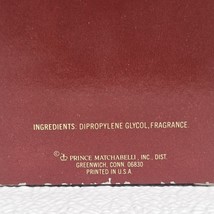 INGREDIENTS: DIPROPYLENE GLYCOL, FRAGRANCE.
© PRINCE MATCHABELLI, INC., DIST.
GREENWICH, CONN. 06830
PRINTED IN U.S.A.